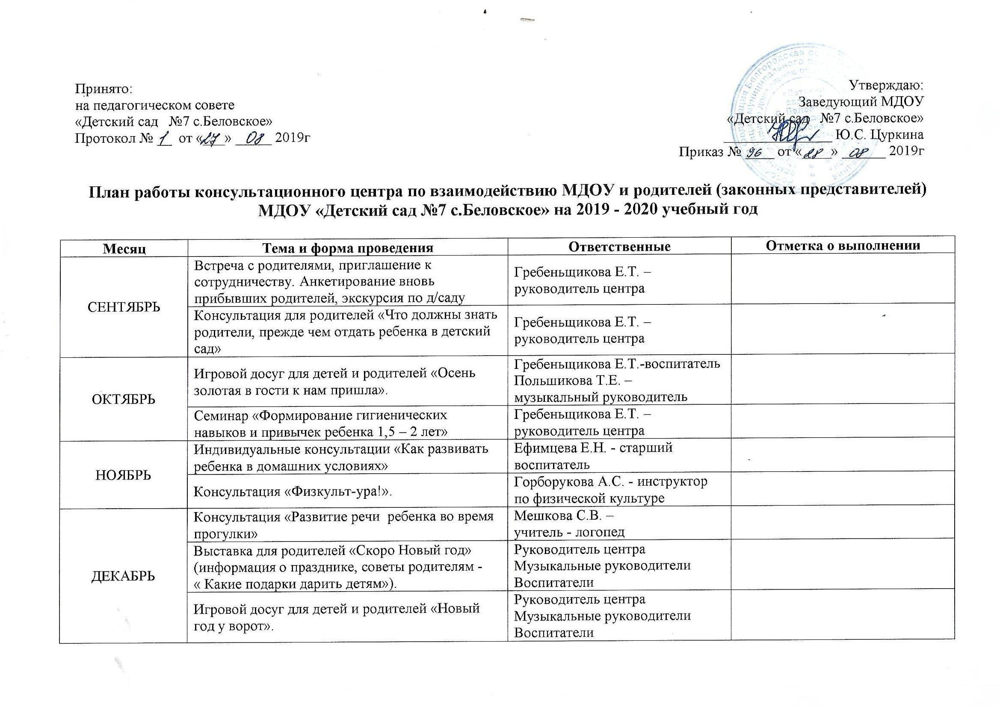 Принято:
на педагогическом совете
«Детский сад №7 с.Беловское»
Протокол № 1 от «27» 08 2019г
Утверждаю:
Заведующий МДОУ
«Детский сад №7 с.Беловское»
Ю.С. Цуркина
Приказ № 96 от «28» 08 2019г
План работы консультационного центра по взаимодействию МДОУ и родителей (законных представителей)
МДОУ «Детский сад №7 с.Беловское» на 2019 - 2020 учебный год
Месяц
Тема и форма проведения
Ответственные
Отметка о выполнении
СЕНТЯБРЬ
Встреча с родителями, приглашение к
сотрудничеству. Анкетирование вновь
прибывших родителей, экскурсия по д/саду
Гребеньщикова Е.Т. –
руководитель центра
Консультация для родителей «Что должны знать
родители, прежде чем отдать ребенка в детский
сад»
Гребеньщикова Е.Т. –
руководитель центра
ОКТЯБРЬ
Игровой досуг для детей и родителей «Осень
золотая в гости к нам пришла».
Гребеньщикова Е.Т.-воспитатель
Польшикова Т.Е. –
музыкальный руководитель
Семинар «Формирование гигиенических
навыков и привычек ребенка 1,5 – 2 лет»
Гребеньщикова Е.Т. –
руководитель центра
НОЯБРЬ
Индивидуальные консультации «Как развивать
ребенка в домашних условиях»
Ефимцева Е.Н. - старший
воспитатель
Консультация «Физкульт-ура!».
Горборукова А.С. - инструктор
по физической культуре
ДЕКАБРЬ
Консультация «Развитие речи ребенка во время
прогулки»
Мешкова С.В. –
учитель - логопед
Выставка для родителей «Скоро Новый год»
(информация о празднике, советы родителям -
« Какие подарки дарить детям»).
Руководитель центра
Музыкальные руководители
Воспитатели
Игровой досуг для детей и родителей «Новый
год у ворот».
Руководитель центра
Музыкальные руководители
Воспитатели